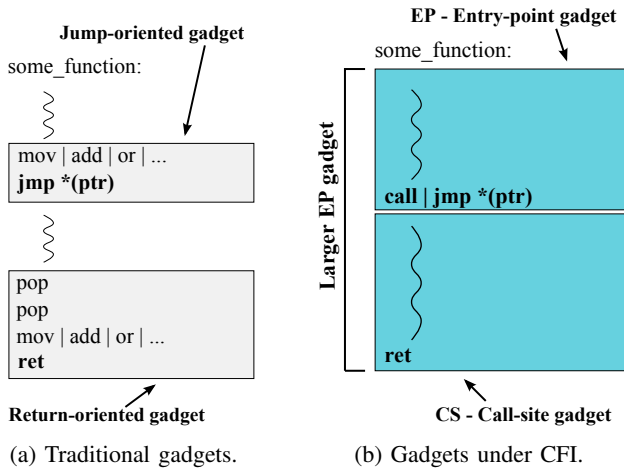 Jump-oriented gadget
some_function:
mov | add | or | ...
jmp *(ptr)
pop
pop
mov | add | or | ...
ret
Return-oriented gadget
(a) Traditional gadgets.
EP - Entry-point gadget
some_function:
Larger EP gadget
call | jmp *(ptr)
ret
CS - Call-site gadget
(b) Gadgets under CFI.